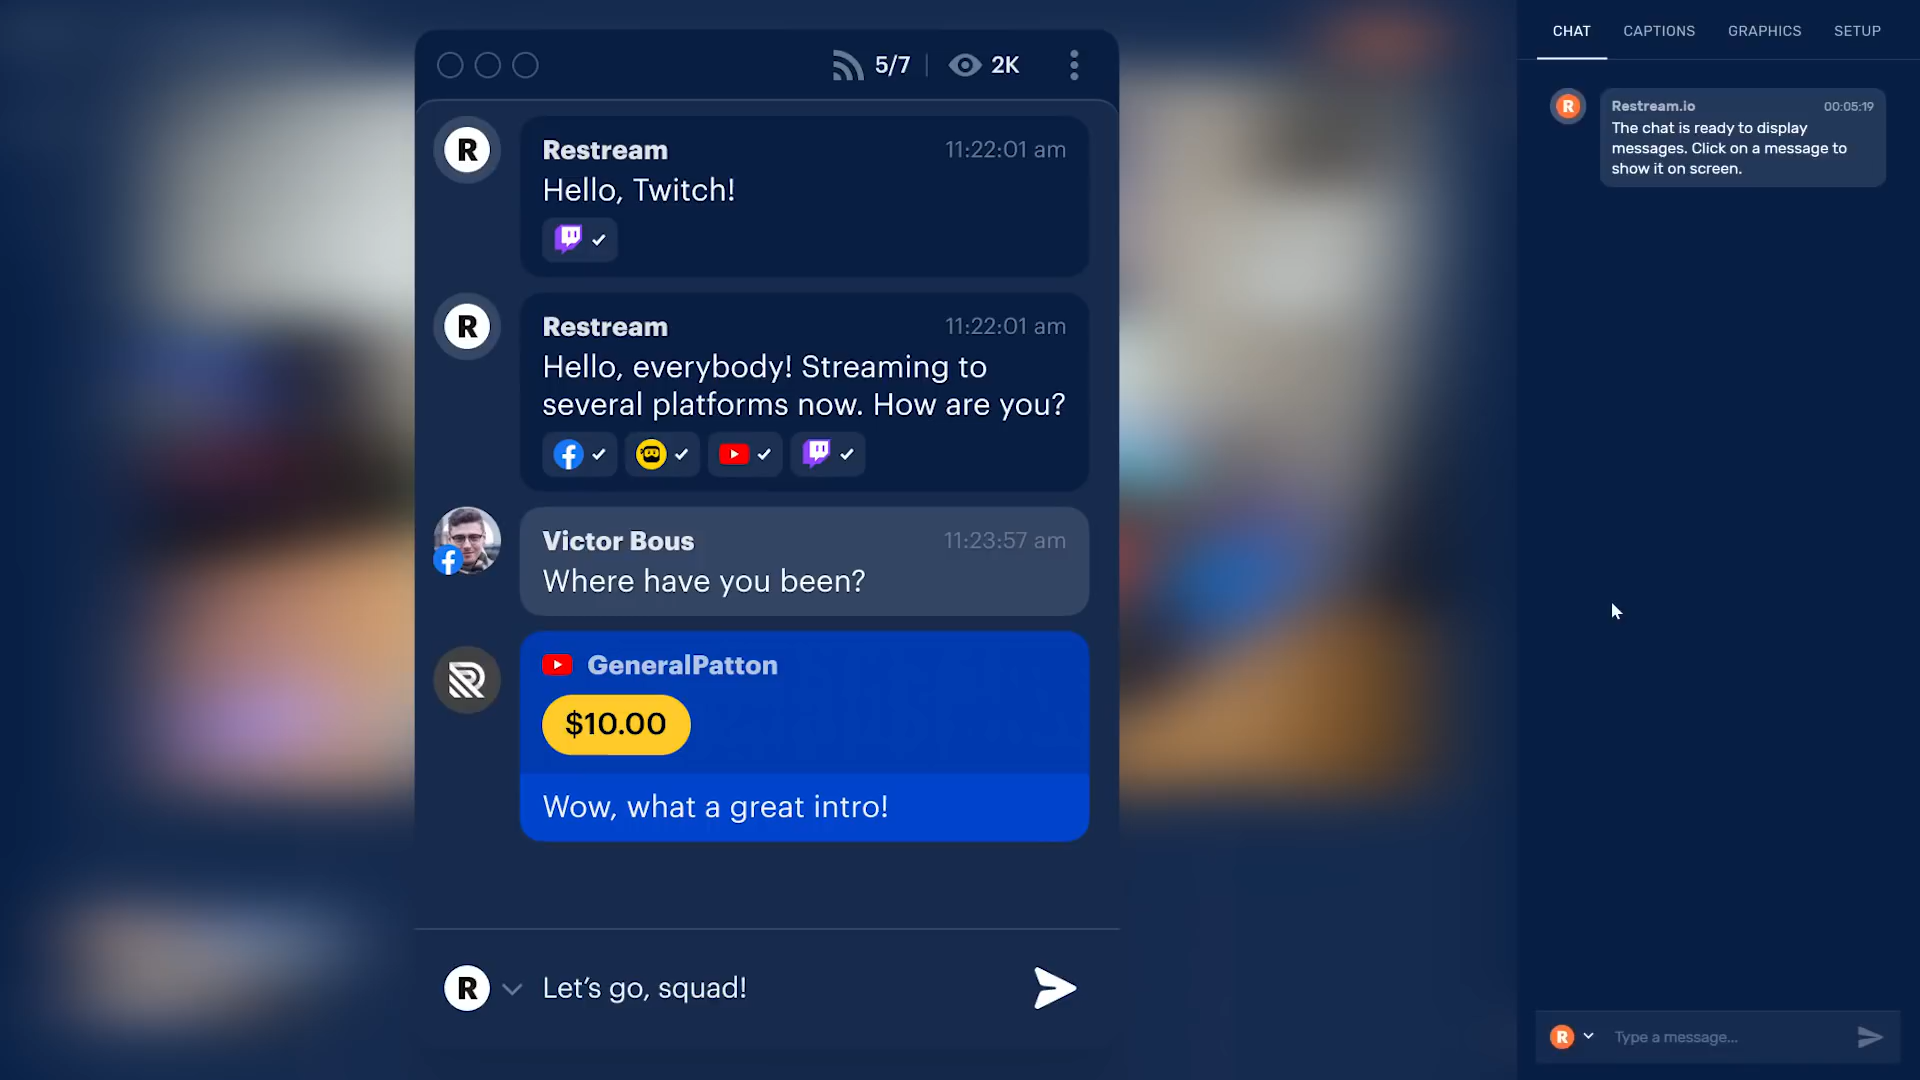 5/7
2K
R
Restream
11:22:01 am
Hello, Twitch!
R
Restream
11:22:01 am
Hello, everybody! Streaming to
several platforms now. How are you?
Victor Bous
11:23:57 am
Where have you been?
GeneralPatton
$10.00
Wow, what a great intro!
R
Let's go, squad!
CHAT
CAPTIONS
GRAPHICS
SETUP
R
Restream.io
00:05:19
The chat is ready to display
messages. Click on a message to
show it on screen.
R
Type a message...